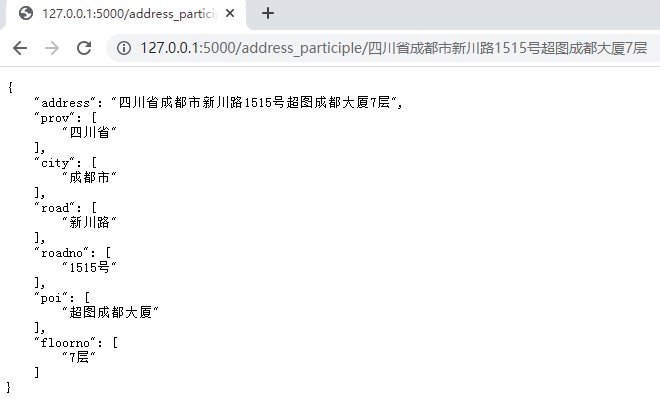 127.0.0.1:5000/address_partici
127.0.0.1:5000/address_participle/四川省成都市新川路1515号超图成都大厦7层
{
    "address": "四川省成都市新川路1515号超图成都大厦7层",
    "prov": [
        "四川省"
    ],
    "city": [
        "成都市"
    ],
    "road": [
        "新川路"
    ],
    "roadno": [
        "1515号"
    ],
    "poi": [
        "超图成都大厦"
    ],
    "floorno": [
        "7层"
    ]
}